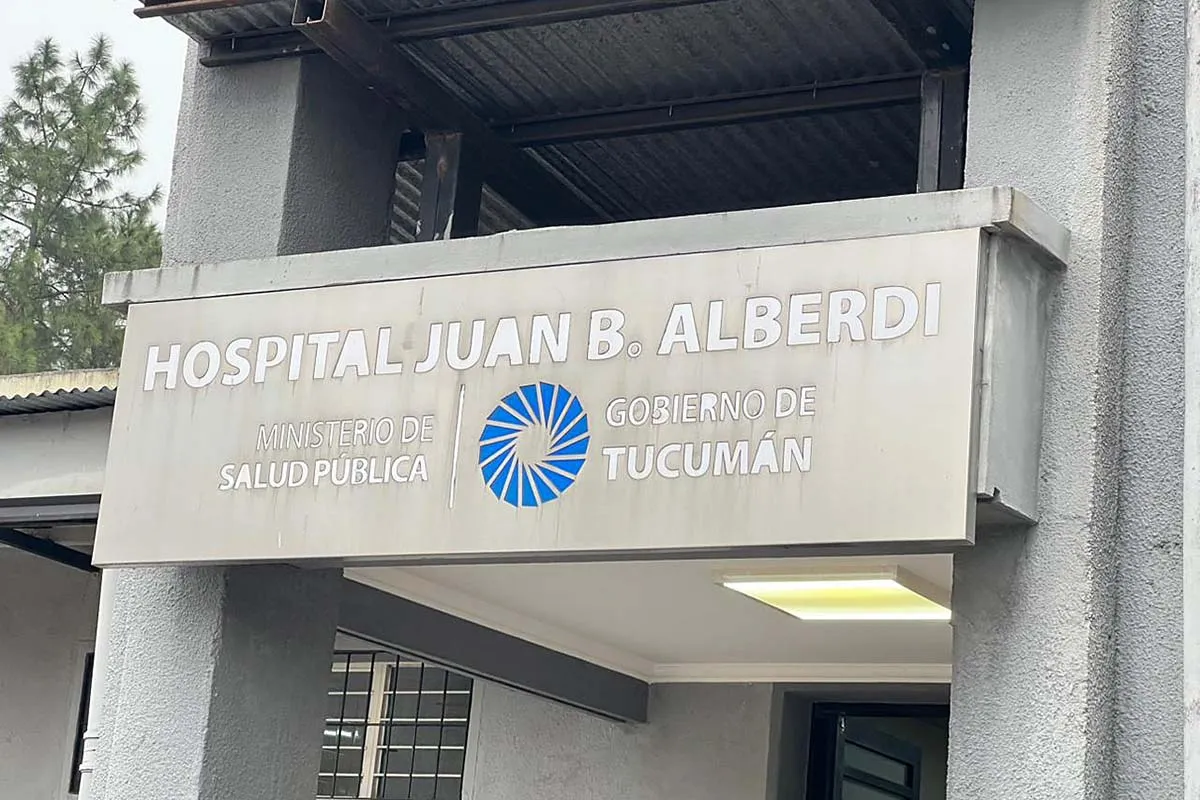 HOSPITAL JUAN B. ALBERDI
MINISTERIO DE
SALUD PÚBLICA
GOBIERNO DE
TUCUMÁN